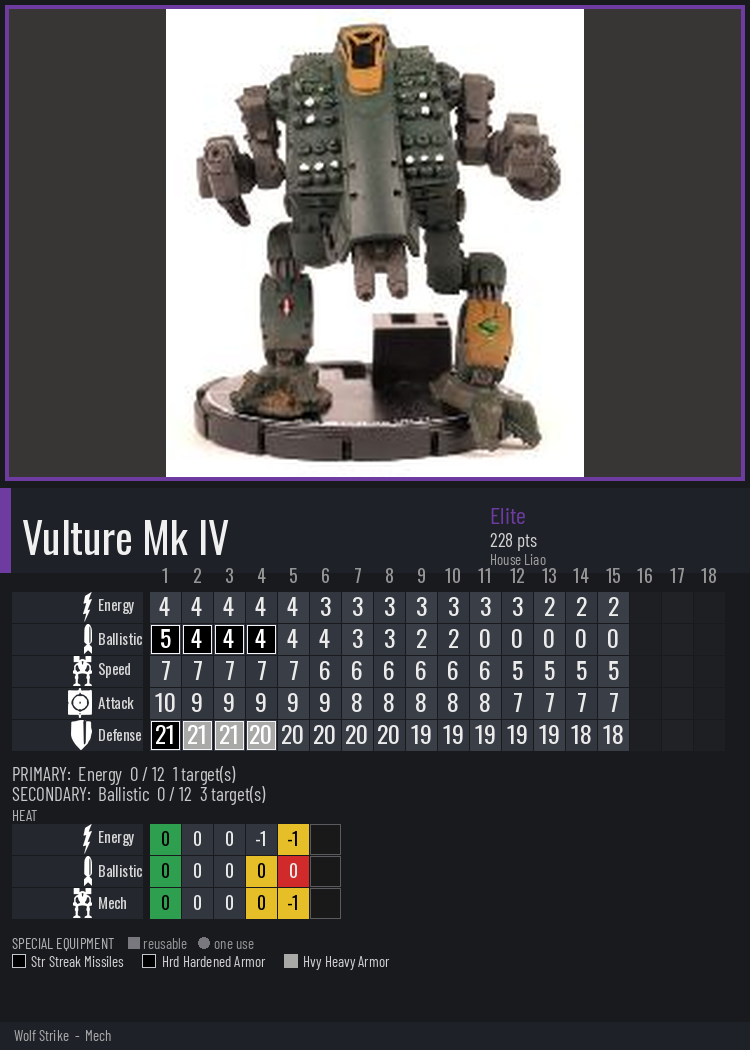 Vulture Mk IV
Elite
228 pts
House Liao
1 2 3 4 5 6 7 8 9 10 11 12 13 14 15 16 17 18
Energy 4 4 4 4 4 3 3 3 3 3 3 3 2 2 2
Ballistic 5 4 4 4 4 4 3 3 2 2 0 0 0 0 0
Speed 7 7 7 7 7 6 6 6 6 6 6 5 5 5 5
Attack 10 9 9 9 9 9 8 8 8 8 8 7 7 7 7
Defense 21 21 21 20 20 20 20 20 19 19 19 19 19 18 18
PRIMARY: Energy 0 / 12 1 target(s)
SECONDARY: Ballistic 0 / 12 3 target(s)
HEAT
Energy 0 0 0 -1 -1
Ballistic 0 0 0 0 0
Mech 0 0 0 0 -1
SPECIAL EQUIPMENT reusable one use
Str Streak Missiles Hrd Hardened Armor Hvy Heavy Armor
Wolf Strike - Mech